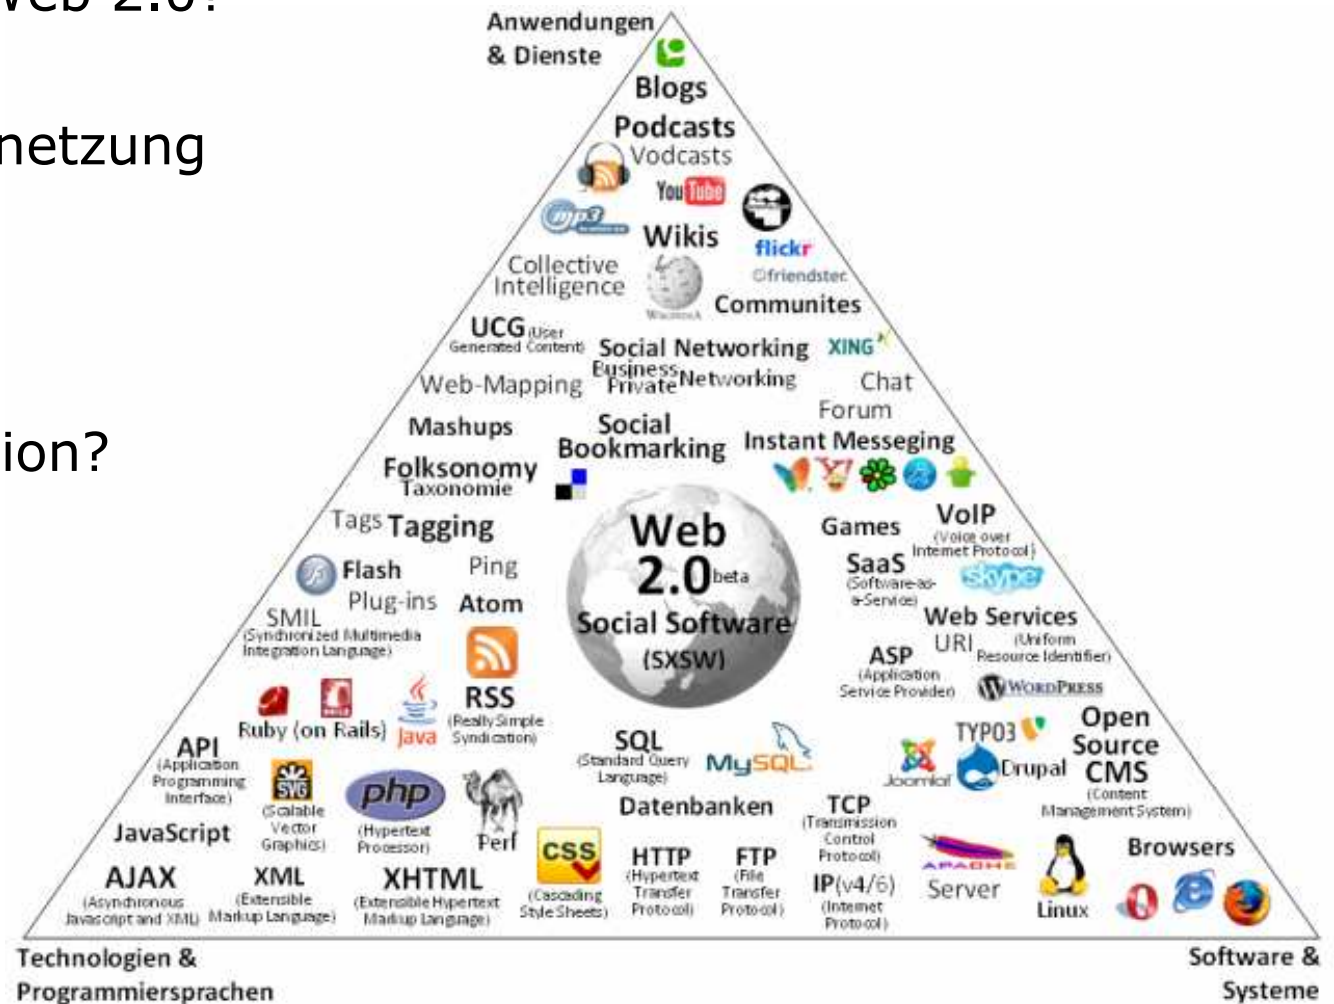 Web 2.0?
netzung
ion?
Anwendungen
& Dienste
Blogs
Podcasts
Vodcasts
YouTube
mp3
Wikis
flickr
friendster
Collective
Intelligence
WIKIPEDIA
Communites
UCG (User
Generated Content)
Social Networking
XING
Business
Private Networking
Web-Mapping
Chat
Forum
Mashups
Social
Bookmarking
Instant Messeging
Folksonomy
Taxonomie
Tags Tagging
Web
2.0 beta
Social Software
(SXSW)
Games
VoIP
(Voice over
Internet Protocol)
Flash
Ping
SaaS
(Software-as-
a-Service)
skype
Plug-ins
Atom
SMIL
(Synchronized Multimedia
Integration Language)
Web Services
URI (Uniform
Resource Identifier)
ASP
(Application
Service Provider)
WORDPRESS
RSS
(Really Simple
Syndication)
Ruby (on Rails)
Java
TYPO3
Open
Source
CMS
(Content
Management System)
API
(Application
Programming
Interface)
SQL
(Standard Query
Language)
MySQL
Joomla!
Drupal
SVG
(Scalable
Vector
Graphics)
php
(Hypertext
Processor)
Perl
Datenbanken
TCP
(Transmission
Control
Protocol)
JavaScript
CSS
(Cascading
Style Sheets)
HTTP
(Hypertext
Transfer
Protocol)
FTP
(File
Transfer
Protocol)
IP(v4/6)
(Internet
Protocol)
APACHE
Server
Linux
Browsers
AJAX
(Asynchronous
Javascript and XML)
XML
(Extensible
Markup Language)
XHTML
(Extensible Hypertext
Markup Language)
Technologien &
Programmiersprachen
Software &
Systeme